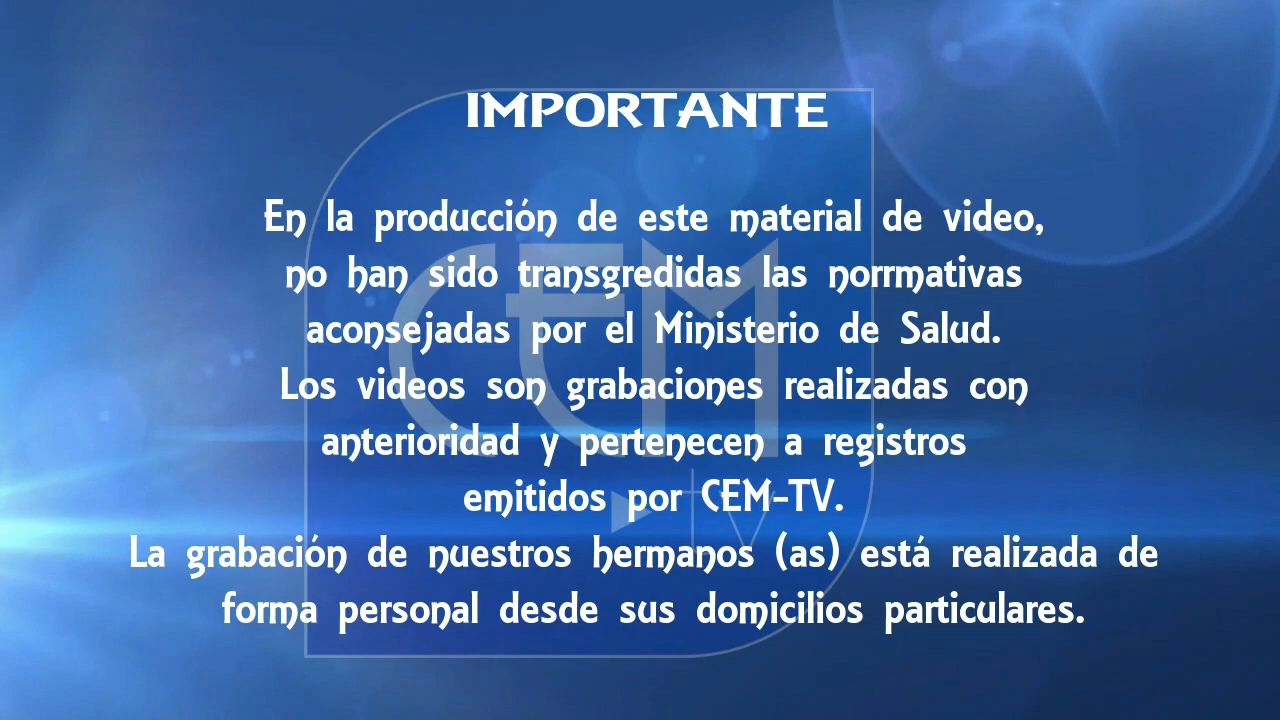 IMPORTANTE
En la producción de este material de video,
no han sido transgredidas las norrmativas
aconsejadas por el Ministerio de Salud.
Los videos son grabaciones realizadas con
anterioridad y pertenecen a registros
emitidos por CEM-TV.
La grabación de nuestros hermanos (as) está realizada de
forma personal desde sus domicilios particulares.
CEM
TV